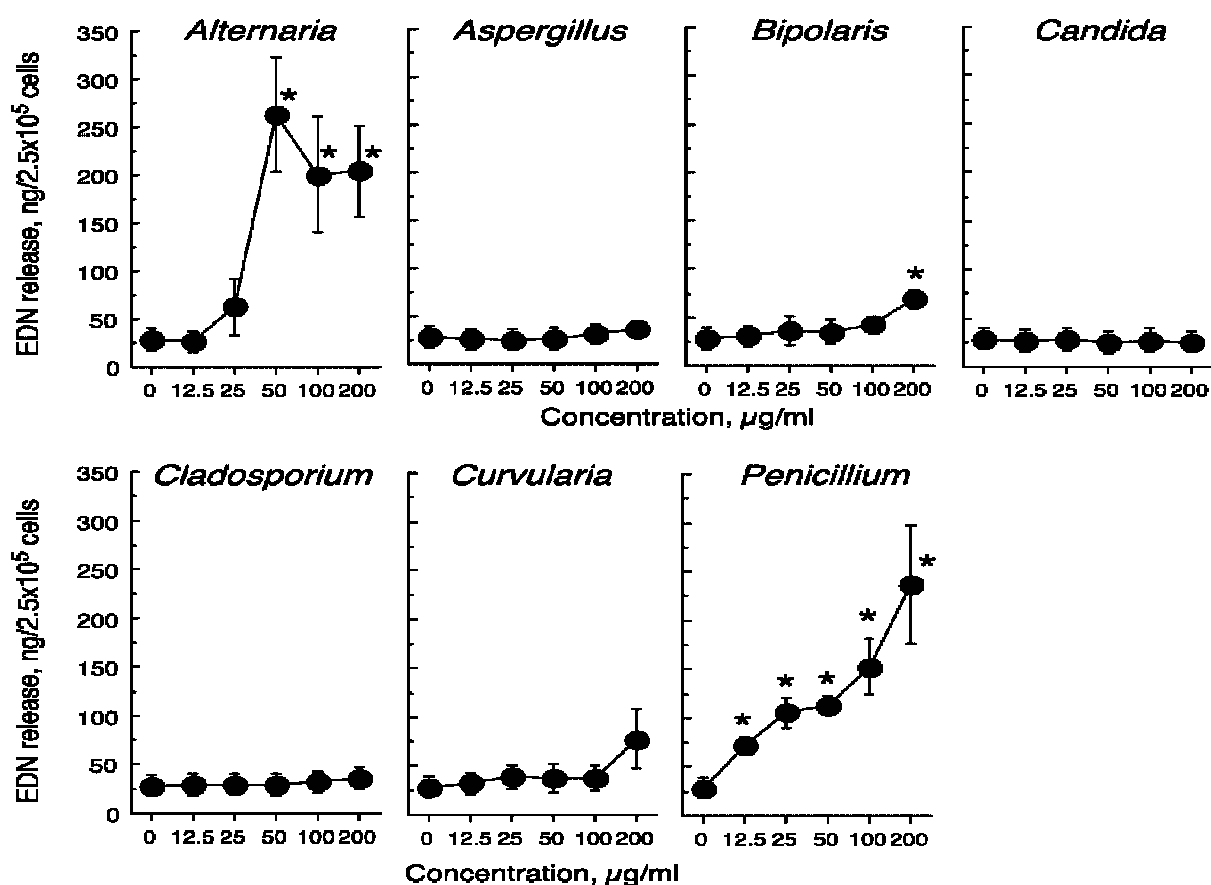 Alternaria Aspergillus Bipolaris Candida
EDN release, ng/2.5x10⁵ cells
350
300
250
200
150
100
50
0
* * *
*
0 12.5 25 50 100 200 0 12.5 25 50 100 200 0 12.5 25 50 100 200 0 12.5 25 50 100 200
Concentration, µg/ml
Cladosporium Curvularia Penicillium
EDN release, ng/2.5x10⁵ cells
350
300
250
200
150
100
50
0
* * * * *
0 12.5 25 50 100 200 0 12.5 25 50 100 200 0 12.5 25 50 100 200
Concentration, µg/ml